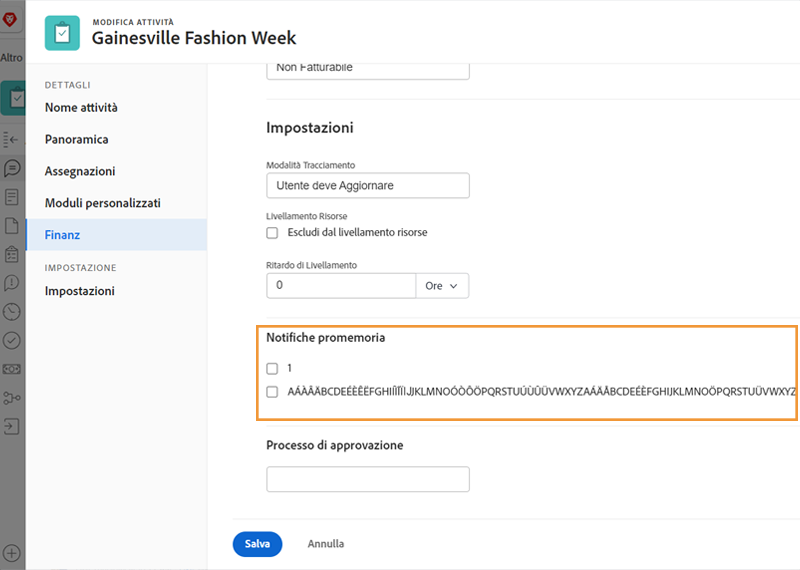 MODIFICA ATTIVITÀ
Gainesville Fashion Week
Altro
DETTAGLI
Nome attività
Panoramica
Assegnazioni
Moduli personalizzati
Finanz
IMPOSTAZIONE
Impostazioni
Non Fatturabile
Impostazioni
Modalità Tracciamento
Utente deve Aggiornare
Livellamento Risorse
Escludi dal livellamento risorse
Ritardo di Livellamento
0 Ore
Notifiche promemoria
1
Processo di approvazione
Salva Annulla